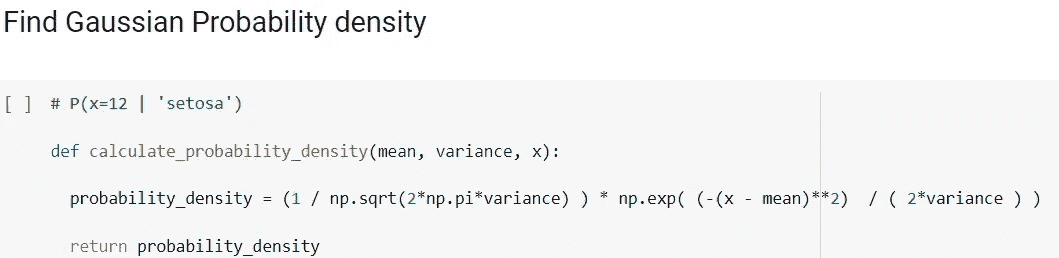 Find Gaussian Probability density
[ ] # P(x=12 | 'setosa')
def calculate_probability_density(mean, variance, x):
probability_density = (1 / np.sqrt(2*np.pi*variance) ) * np.exp( (-(x - mean)**2) / ( 2*variance ) )
return probability_density